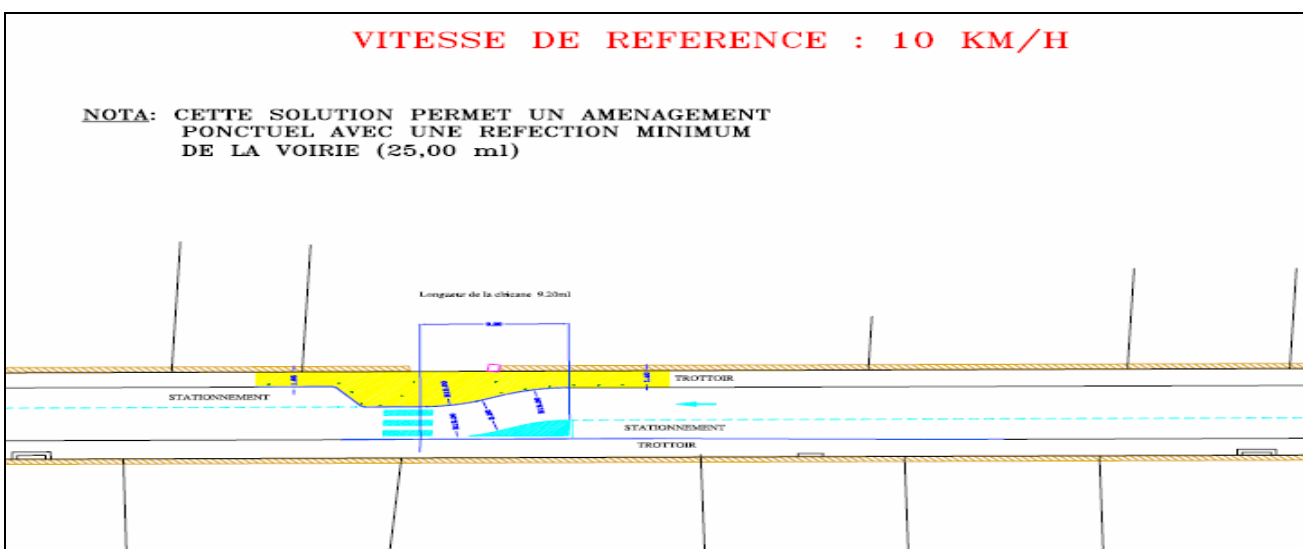 VITESSE DE REFERENCE : 10 KM/H
NOTA: CETTE SOLUTION PERMET UN AMENAGEMENT
PONCTUEL AVEC UNE REFECTION MINIMUM
DE LA VOIRIE (25,00 ml)
Longueur de la chicane 9.20ml
TROTTOIR
STATIONNEMENT
STATIONNEMENT
TROTTOIR